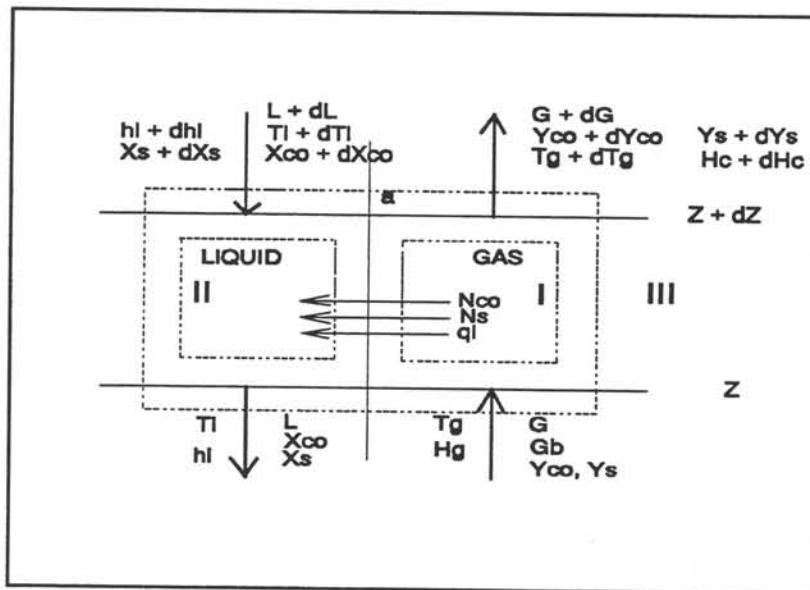 hl + dhl
Xs + dXs
L + dL
Tl + dTl
Xco + dXco
G + dG
Yco + dYco
Tg + dTg
Ys + dYs
Hc + dHc
a
Z + dZ
LIQUID
II
GAS
I
III
Nco
Ns
ql
Z
Tl
hl
L
Xco
Xs
Tg
Hg
G
Gb
Yco, Ys